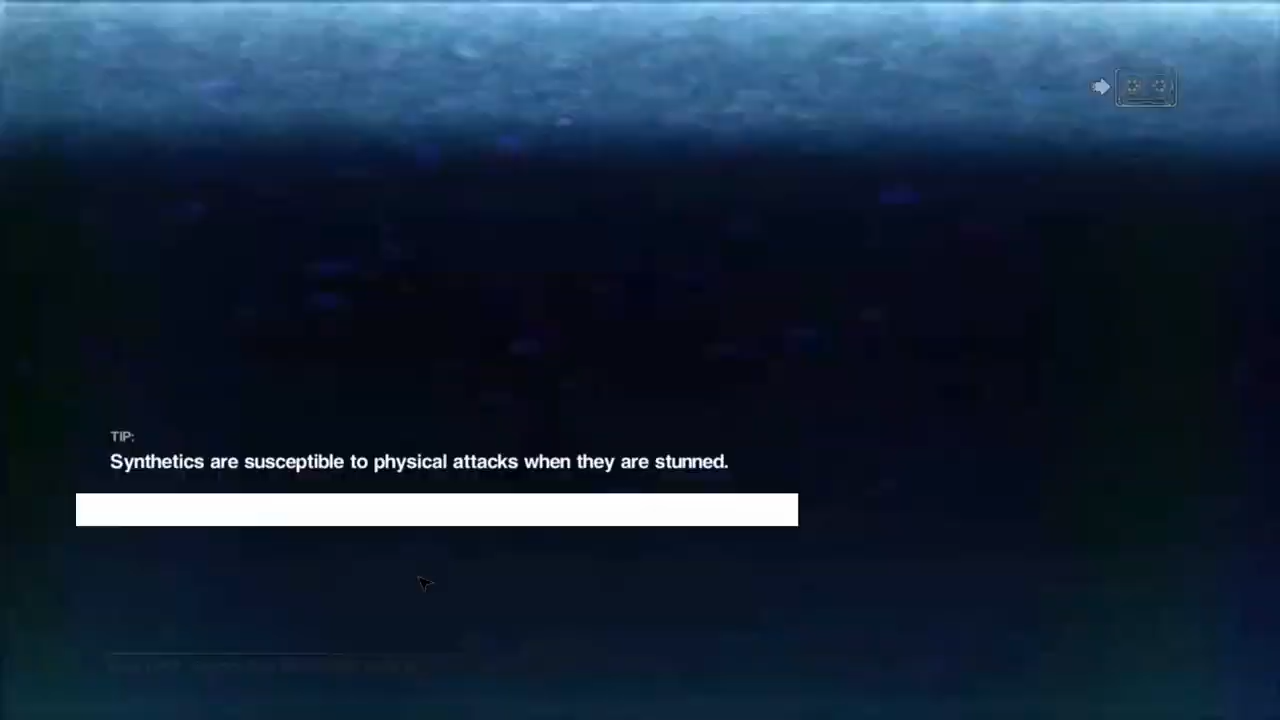 TIP:
Synthetics are susceptible to physical attacks when they are stunned.